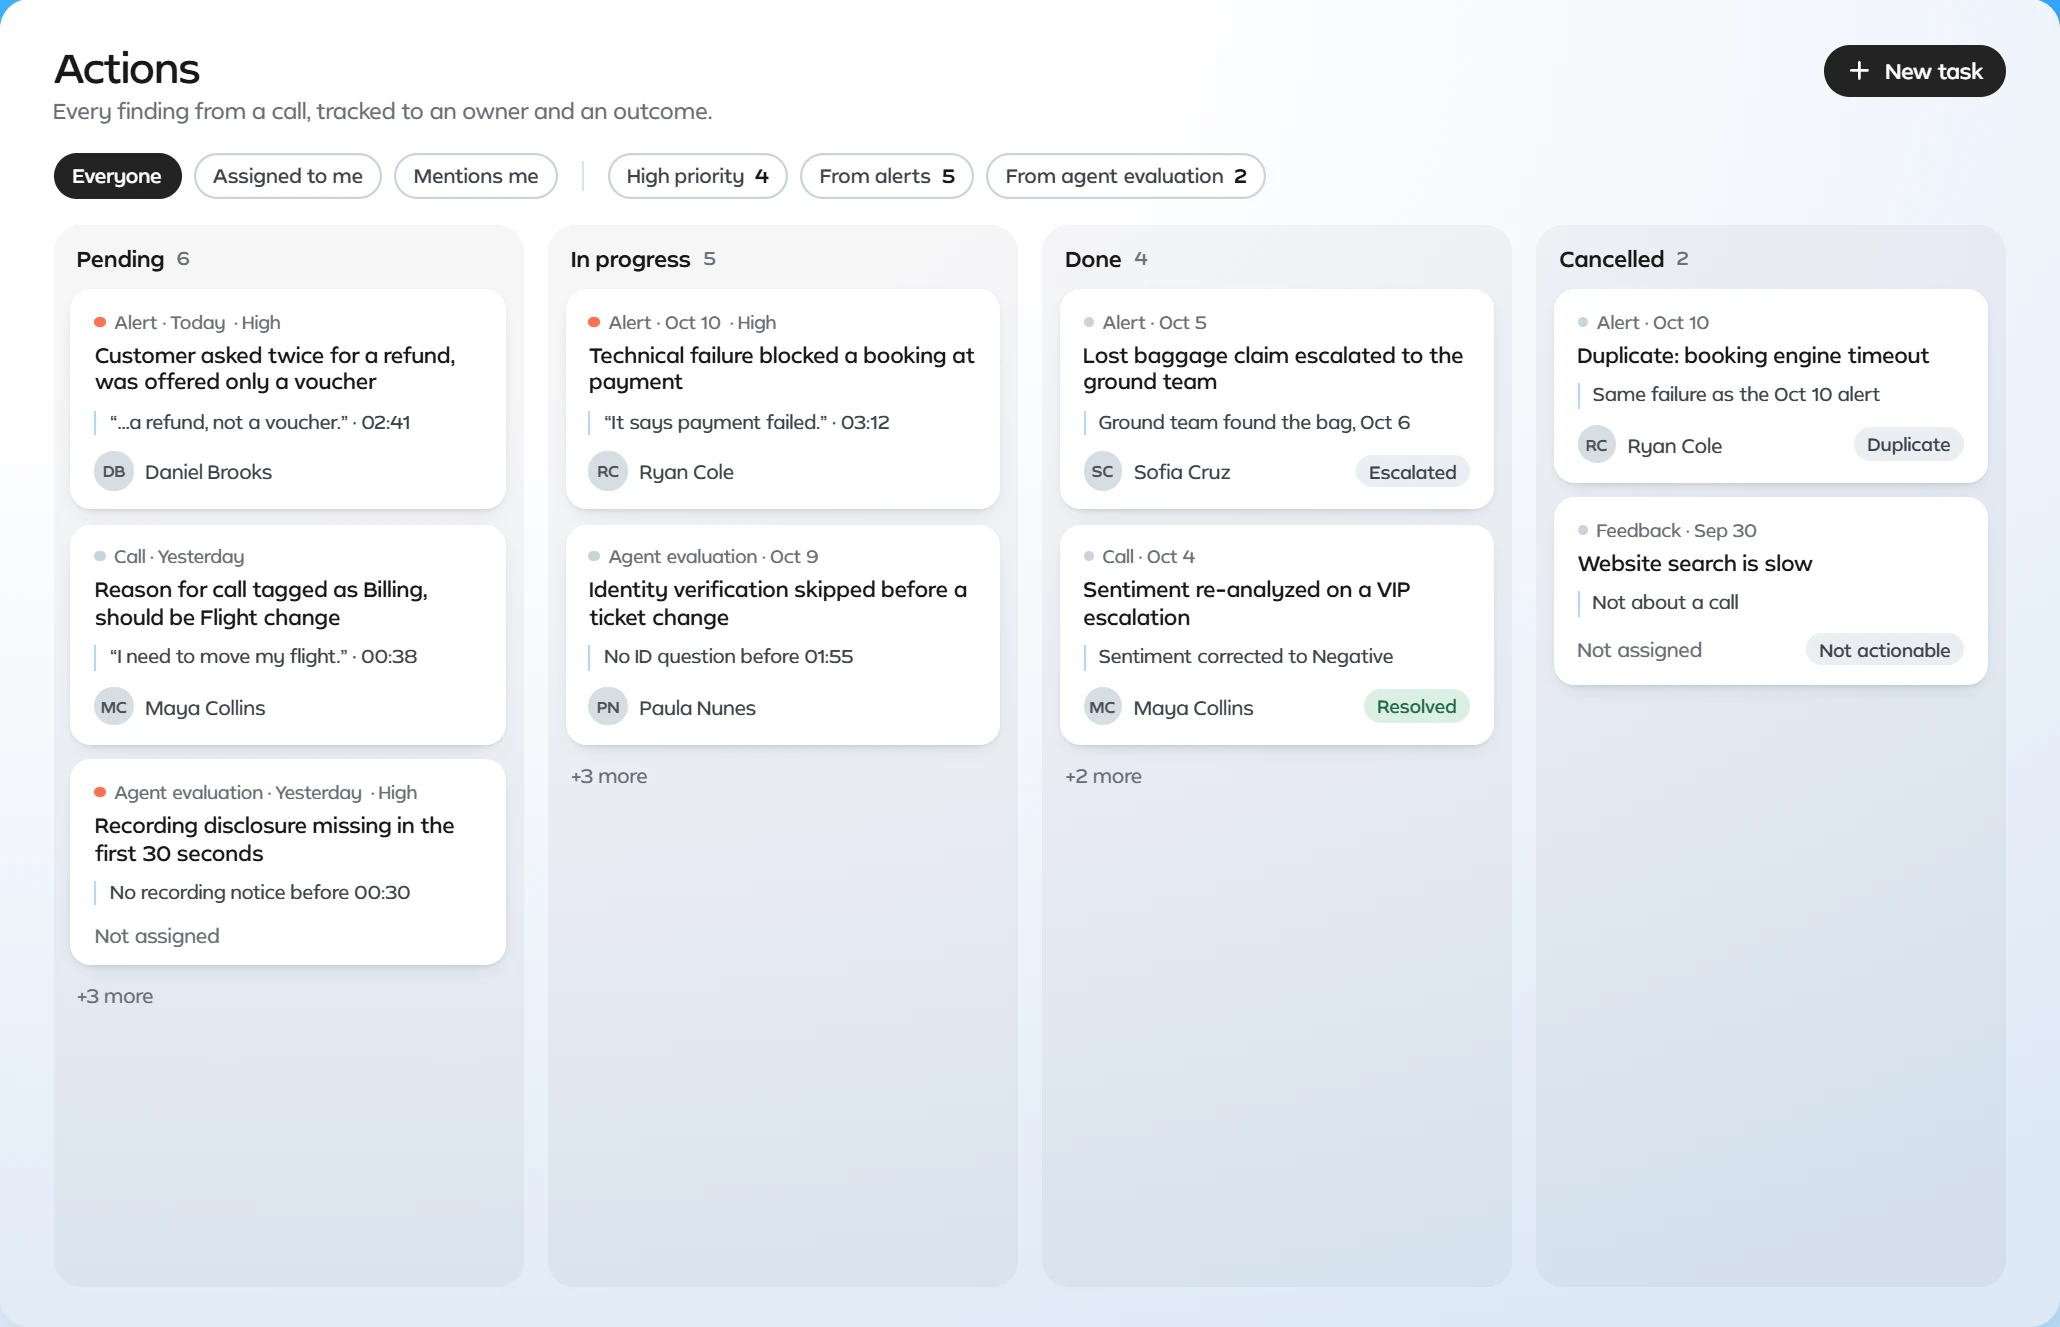 Actions
Every finding from a call, tracked to an owner and an outcome.
+ New task
Everyone
Assigned to me
Mentions me
High priority 4
From alerts 5
From agent evaluation 2
Pending 6
Alert · Today · High
Customer asked twice for a refund,
was offered only a voucher
“...a refund, not a voucher.” · 02:41
DB Daniel Brooks
Call · Yesterday
Reason for call tagged as Billing,
should be Flight change
“I need to move my flight.” · 00:38
MC Maya Collins
Agent evaluation · Yesterday · High
Recording disclosure missing in the
first 30 seconds
No recording notice before 00:30
Not assigned
+3 more
In progress 5
Alert · Oct 10 · High
Technical failure blocked a booking at
payment
“It says payment failed.” · 03:12
RC Ryan Cole
Agent evaluation · Oct 9
Identity verification skipped before a
ticket change
No ID question before 01:55
PN Paula Nunes
+3 more
Done 4
Alert · Oct 5
Lost baggage claim escalated to the
ground team
Ground team found the bag, Oct 6
SC Sofia Cruz Escalated
Call · Oct 4
Sentiment re-analyzed on a VIP
escalation
Sentiment corrected to Negative
MC Maya Collins Resolved
+2 more
Cancelled 2
Alert · Oct 10
Duplicate: booking engine timeout
Same failure as the Oct 10 alert
RC Ryan Cole Duplicate
Feedback · Sep 30
Website search is slow
Not about a call
Not assigned Not actionable